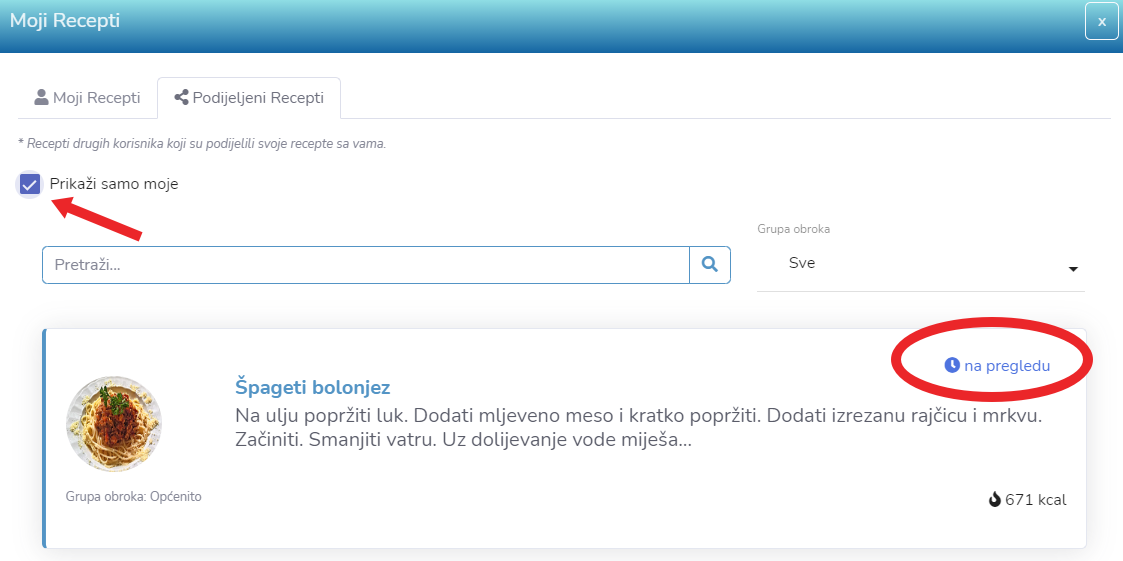 Moji Recepti
x
Moji Recepti
Podijeljeni Recepti
* Recepti drugih korisnika koji su podijelili svoje recepte sa vama.
Prikaži samo moje
Grupa obroka
Pretraži...
Sve
na pregledu
Špageti bolonjez
Na ulju popržiti luk. Dodati mljeveno meso i kratko popržiti. Dodati izrezanu rajčicu i mrkvu.
Začiniti. Smanjiti vatru. Uz dolijevanje vode miješa...
Grupa obroka: Općenito
671 kcal